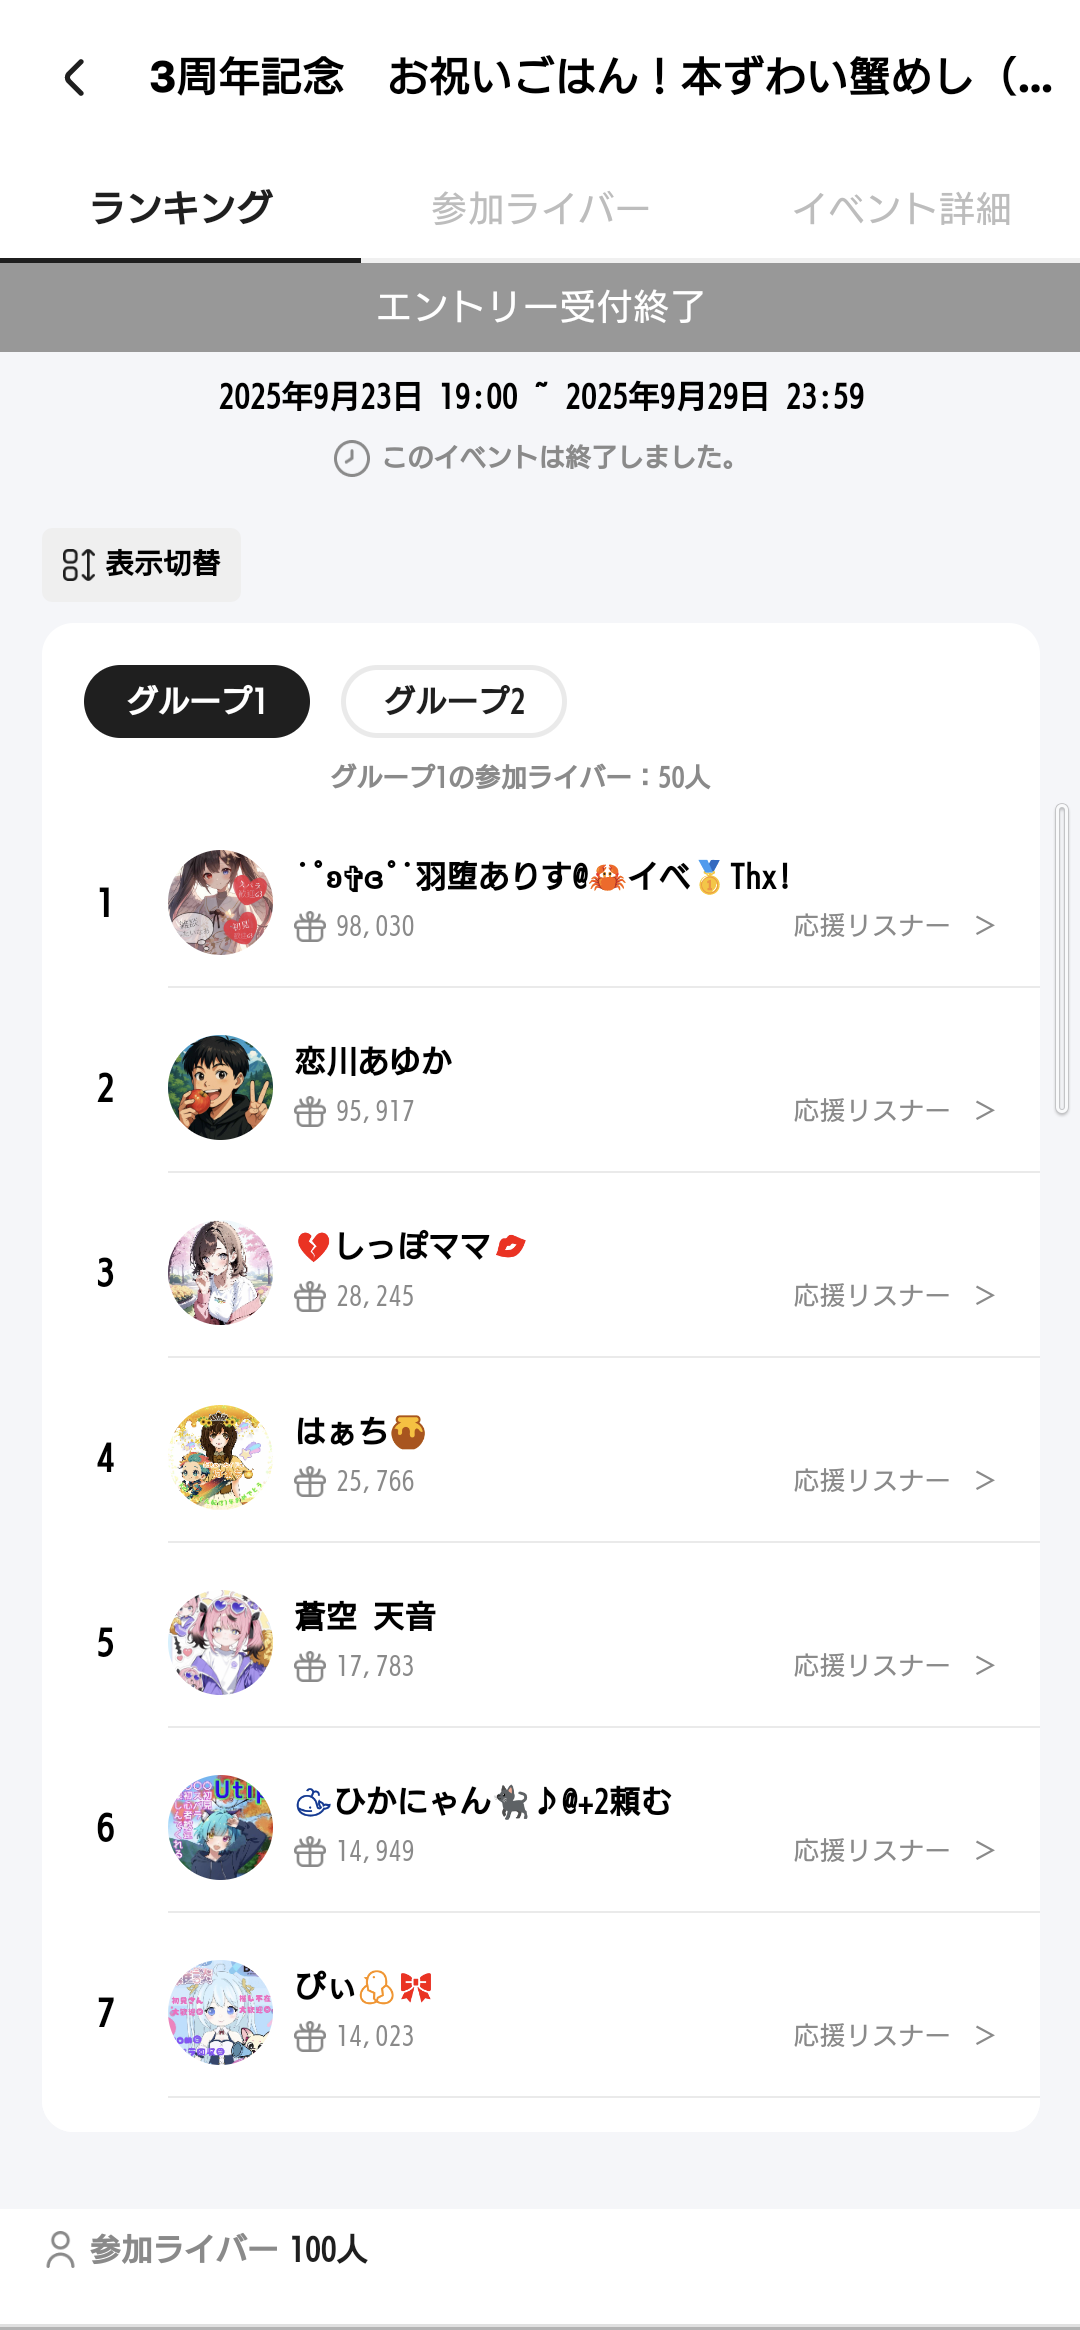 3周年記念　お祝いごはん！本ずわい蟹めし（...
ランキング
参加ライバー
イベント詳細
エントリー受付終了
2025年9月23日 19:00 ~ 2025年9月29日 23:59
このイベントは終了しました。
表示切替
グループ1
グループ2
グループ1の参加ライバー：50人
1
˙˚ʚ✞ɞ˚˙羽堕ありす@🦀イベ🥇Thx!
98,030
応援リスナー >
2
恋川あゆか
95,917
応援リスナー >
3
💔しっぽママ💋
28,245
応援リスナー >
4
はぁち🍯
25,766
応援リスナー >
5
蒼空 天音
17,783
応援リスナー >
6
🐳ひかにゃん🐈‍⬛♪@+2頼む
14,949
応援リスナー >
7
ぴぃ🎀
14,023
応援リスナー >
参加ライバー 100人